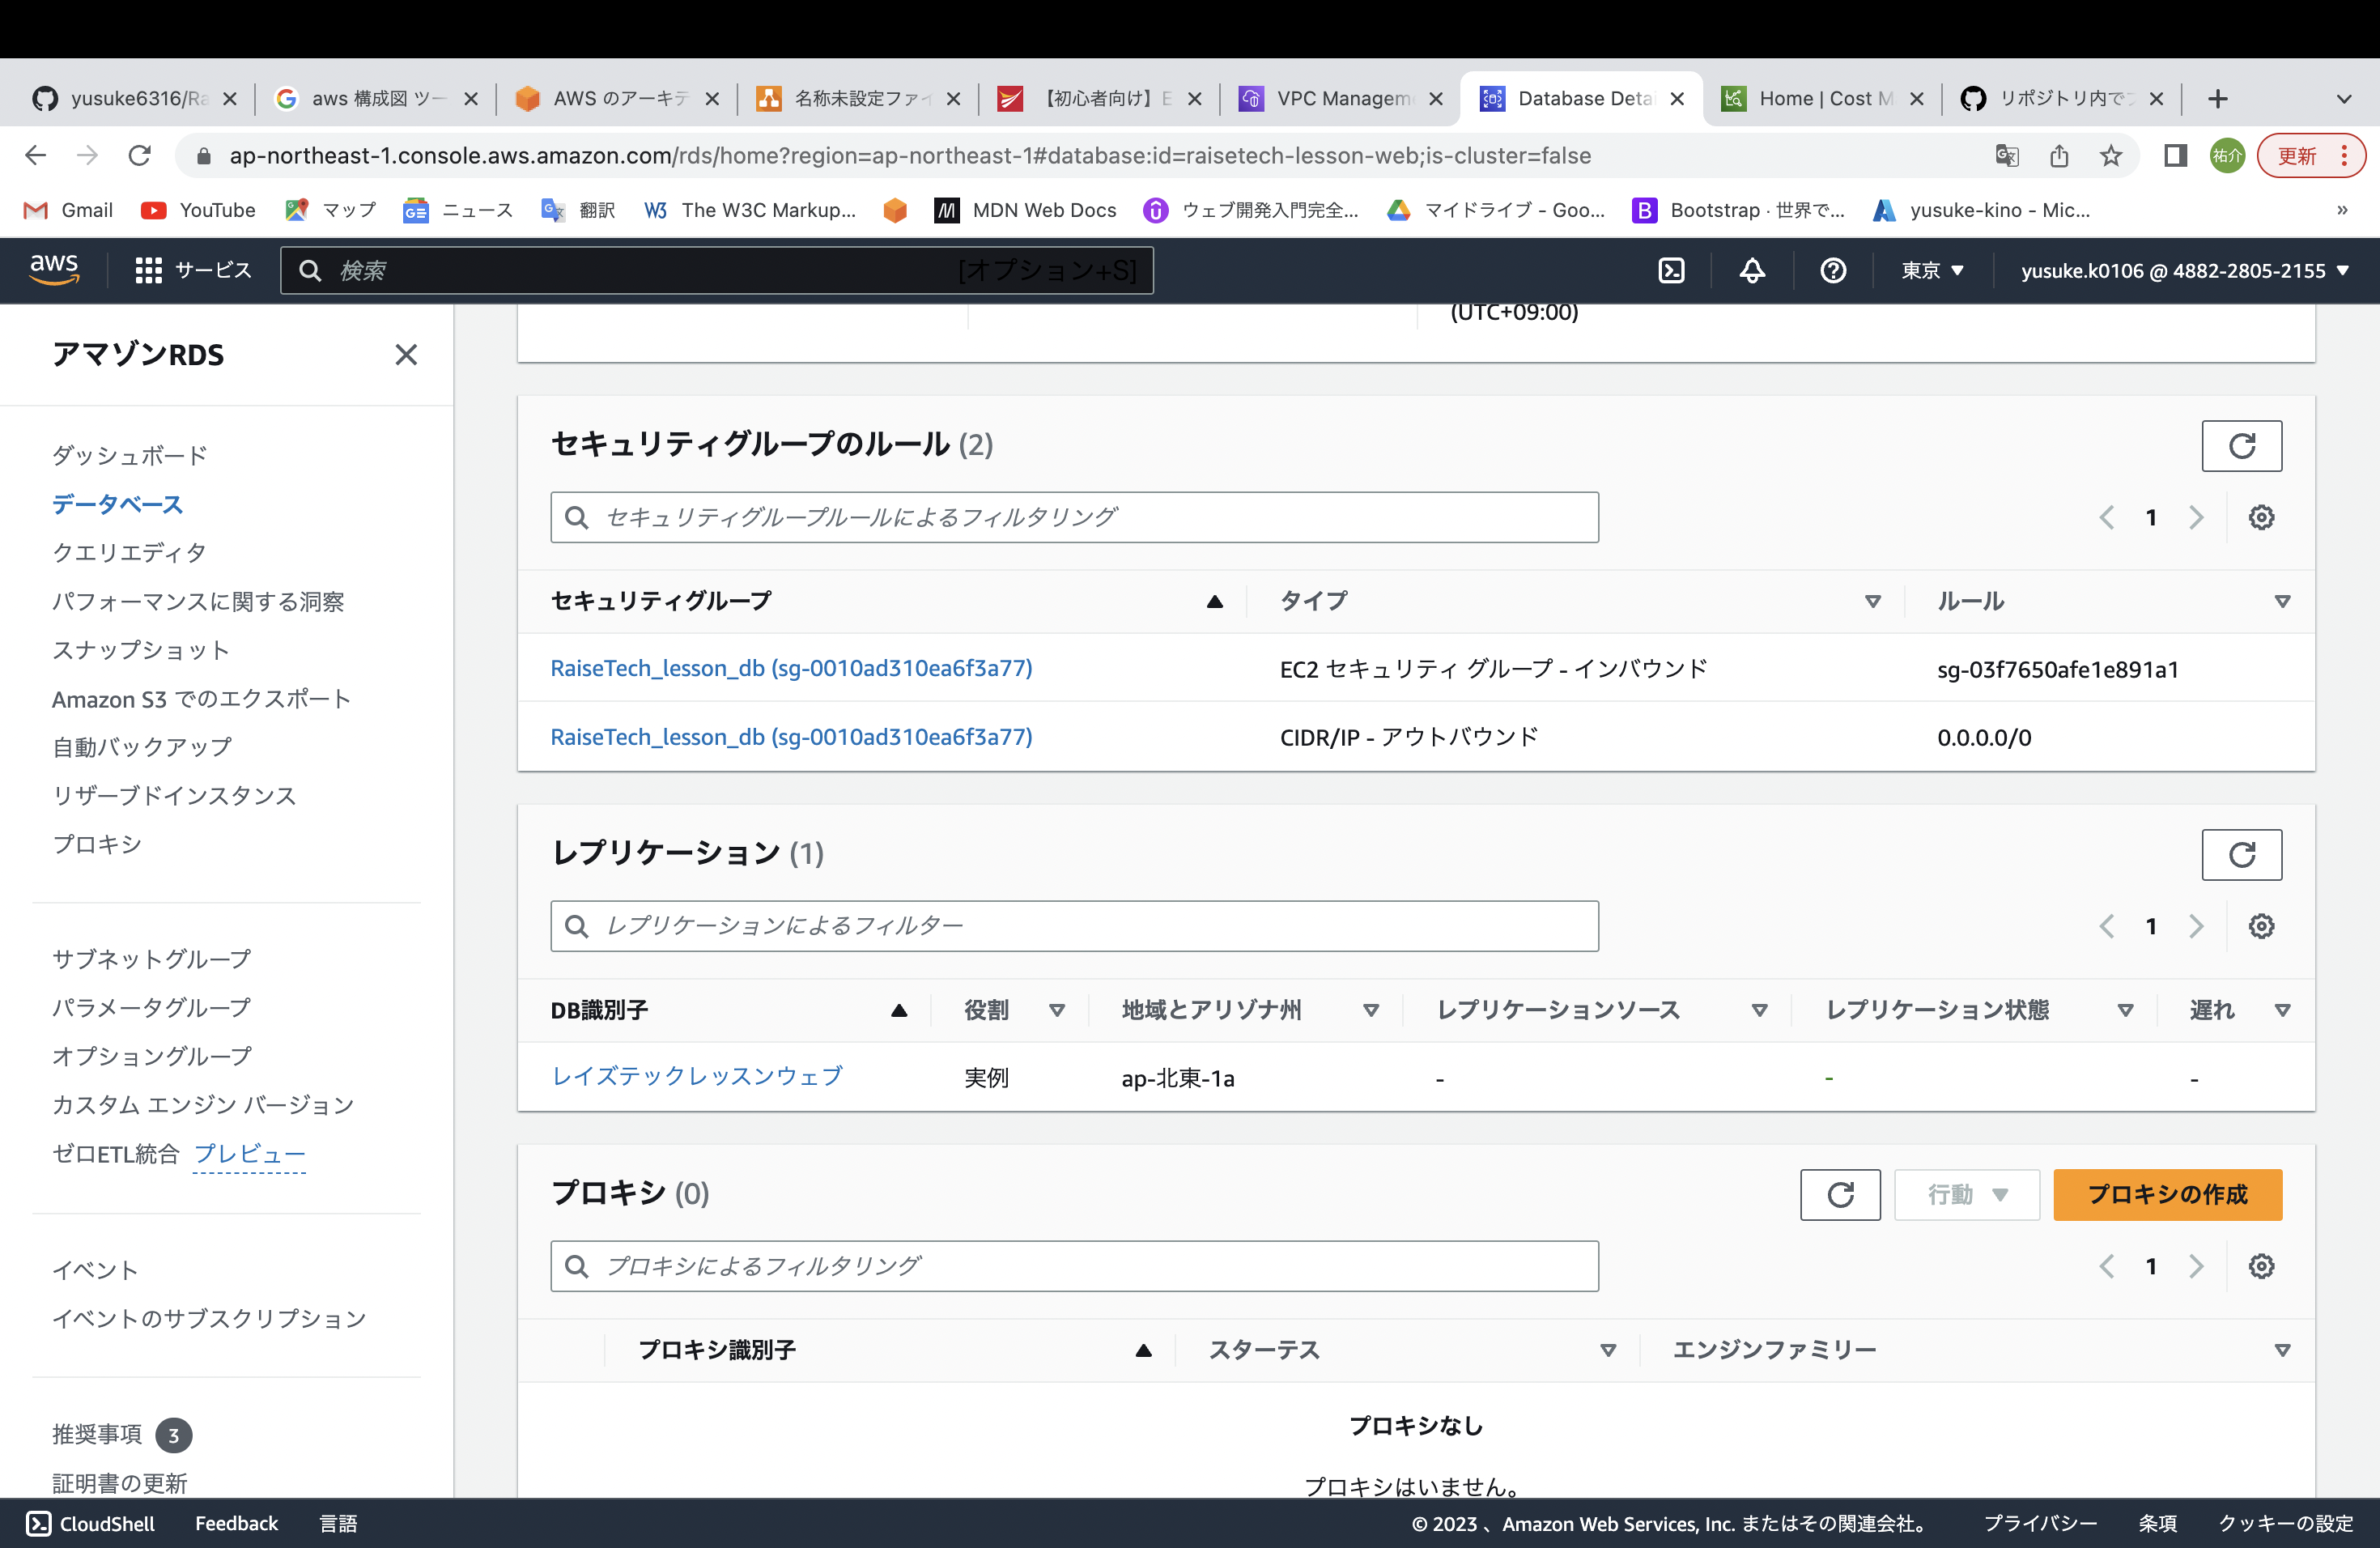 yusuke6316/Ra
aws 構成図 ツー
AWS のアーキテ
名称未設定ファイ
【初心者向け】E
VPC Managem
Database Detai
Home | Cost M
リポジトリ内でフ
ap-northeast-1.console.aws.amazon.com/rds/home?region=ap-northeast-1#database:id=raisetech-lesson-web;is-cluster=false
祐介
更新
Gmail
YouTube
マップ
ニュース
翻訳
The W3C Markup...
MDN Web Docs
ウェブ開発入門完全...
マイドライブ - Goo...
Bootstrap · 世界で...
yusuke-kino - Mic...
»
aws
サービス
検索
[オプション+S]
東京
yusuke.k0106 @ 4882-2805-2155
アマゾンRDS
ダッシュボード
データベース
クエリエディタ
パフォーマンスに関する洞察
スナップショット
Amazon S3 でのエクスポート
自動バックアップ
リザーブドインスタンス
プロキシ
サブネットグループ
パラメータグループ
オプショングループ
カスタム エンジン バージョン
ゼロETL統合 プレビュー
イベント
イベントのサブスクリプション
推奨事項 3
証明書の更新
(UTC+09:00)
セキュリティグループのルール (2)
セキュリティグループルールによるフィルタリング
1
セキュリティグループ タイプ ルール
RaiseTech_lesson_db (sg-0010ad310ea6f3a77) EC2 セキュリティ グループ - インバウンド sg-03f7650afe1e891a1
RaiseTech_lesson_db (sg-0010ad310ea6f3a77) CIDR/IP - アウトバウンド 0.0.0.0/0
レプリケーション (1)
レプリケーションによるフィルター
1
DB識別子 役割 地域とアリゾナ州 レプリケーションソース レプリケーション状態 遅れ
レイズテックレッスンウェブ 実例 ap-北東-1a - - -
プロキシ (0)
行動
プロキシの作成
プロキシによるフィルタリング
1
プロキシ識別子 スターテス エンジンファミリー
プロキシなし
プロキシはいません。
CloudShell Feedback 言語
© 2023 、Amazon Web Services, Inc. またはその関連会社。 プライバシー 条項 クッキーの設定